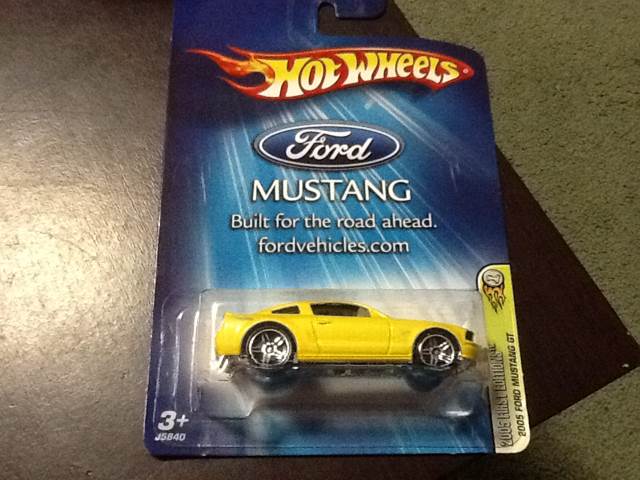 HOT WHEELS
Ford
MUSTANG
Built for the road ahead.
fordvehicles.com
2005 FIRST EDITIONS
2005 FORD MUSTANG GT
3+
J5840